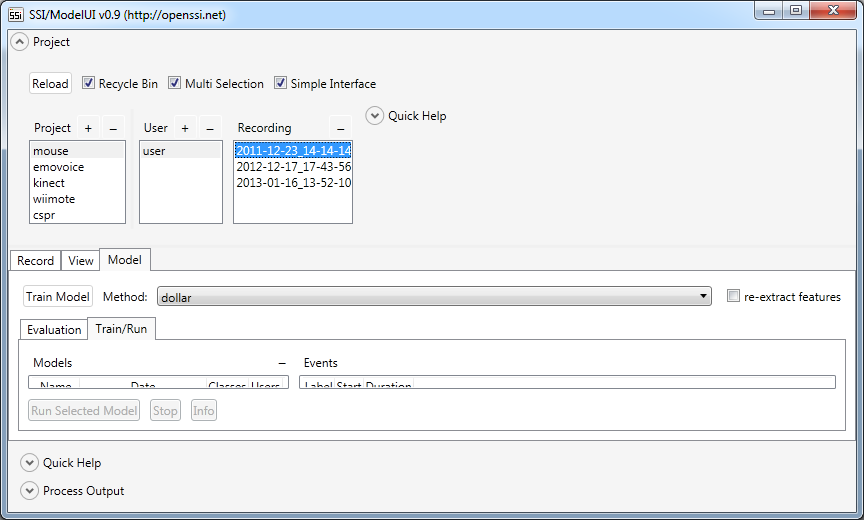 SSI/ModelUI v0.9 (http://openssi.net)
Project
Reload Recycle Bin Multi Selection Simple Interface
Quick Help
Project + – User + – Recording –
mouse user 2011-12-23_14-14-14
emovoice 2012-12-17_17-43-56
kinect 2013-01-16_13-52-10
wiimote
cspr
Record View Model
Train Model Method: dollar re-extract features
Evaluation Train/Run
Models – Events
Name Date Classes Users Label Start Duration
Run Selected Model Stop Info
Quick Help
Process Output